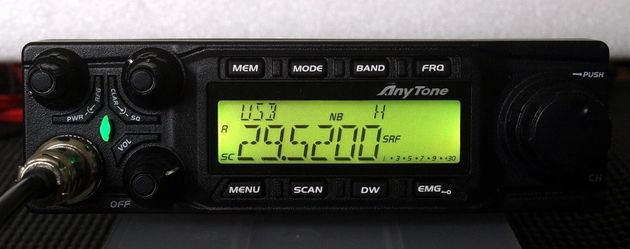 MEM MODE BAND FRQ
PUSH
AnyTone
RFG CLAR
PWR SQ
USB NB H
R 29.5200 SRF
SC 1 • 3 • 5 • 7 • 9 • +30
VOL
CH
MENU SCAN DW EMG
OFF